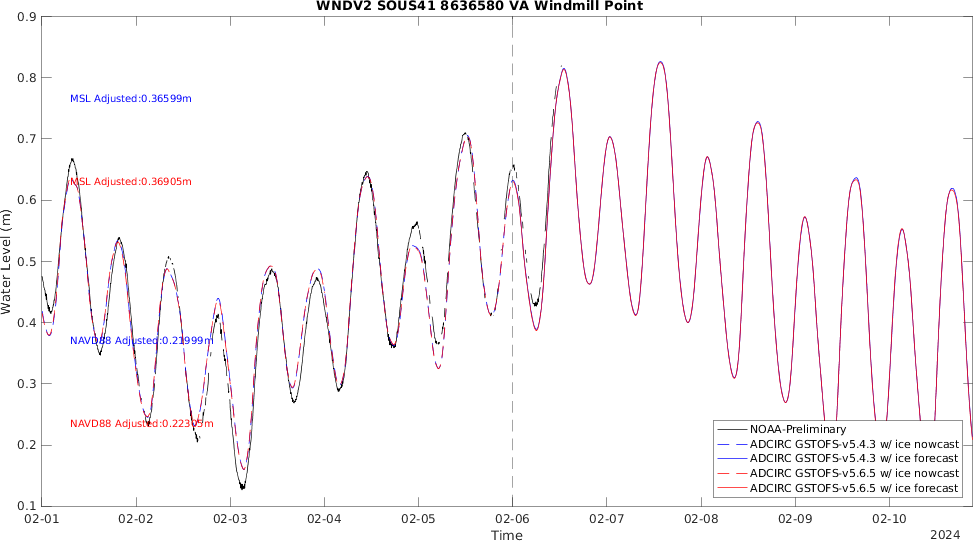 WNDV2 SOUS41 8636580 VA Windmill Point
Water Level (m)
0.9
0.8
0.7
0.6
0.5
0.4
0.3
0.2
0.1
MSL Adjusted:0.36599m
MSL Adjusted:0.36905m
NAVD88 Adjusted:0.21999m
NAVD88 Adjusted:0.22305m
NOAA-Preliminary
ADCIRC GSTOFS-v5.4.3 w/ ice nowcast
ADCIRC GSTOFS-v5.4.3 w/ ice forecast
ADCIRC GSTOFS-v5.6.5 w/ ice nowcast
ADCIRC GSTOFS-v5.6.5 w/ ice forecast
02-01 02-02 02-03 02-04 02-05 02-06 02-07 02-08 02-09 02-10
Time
2024